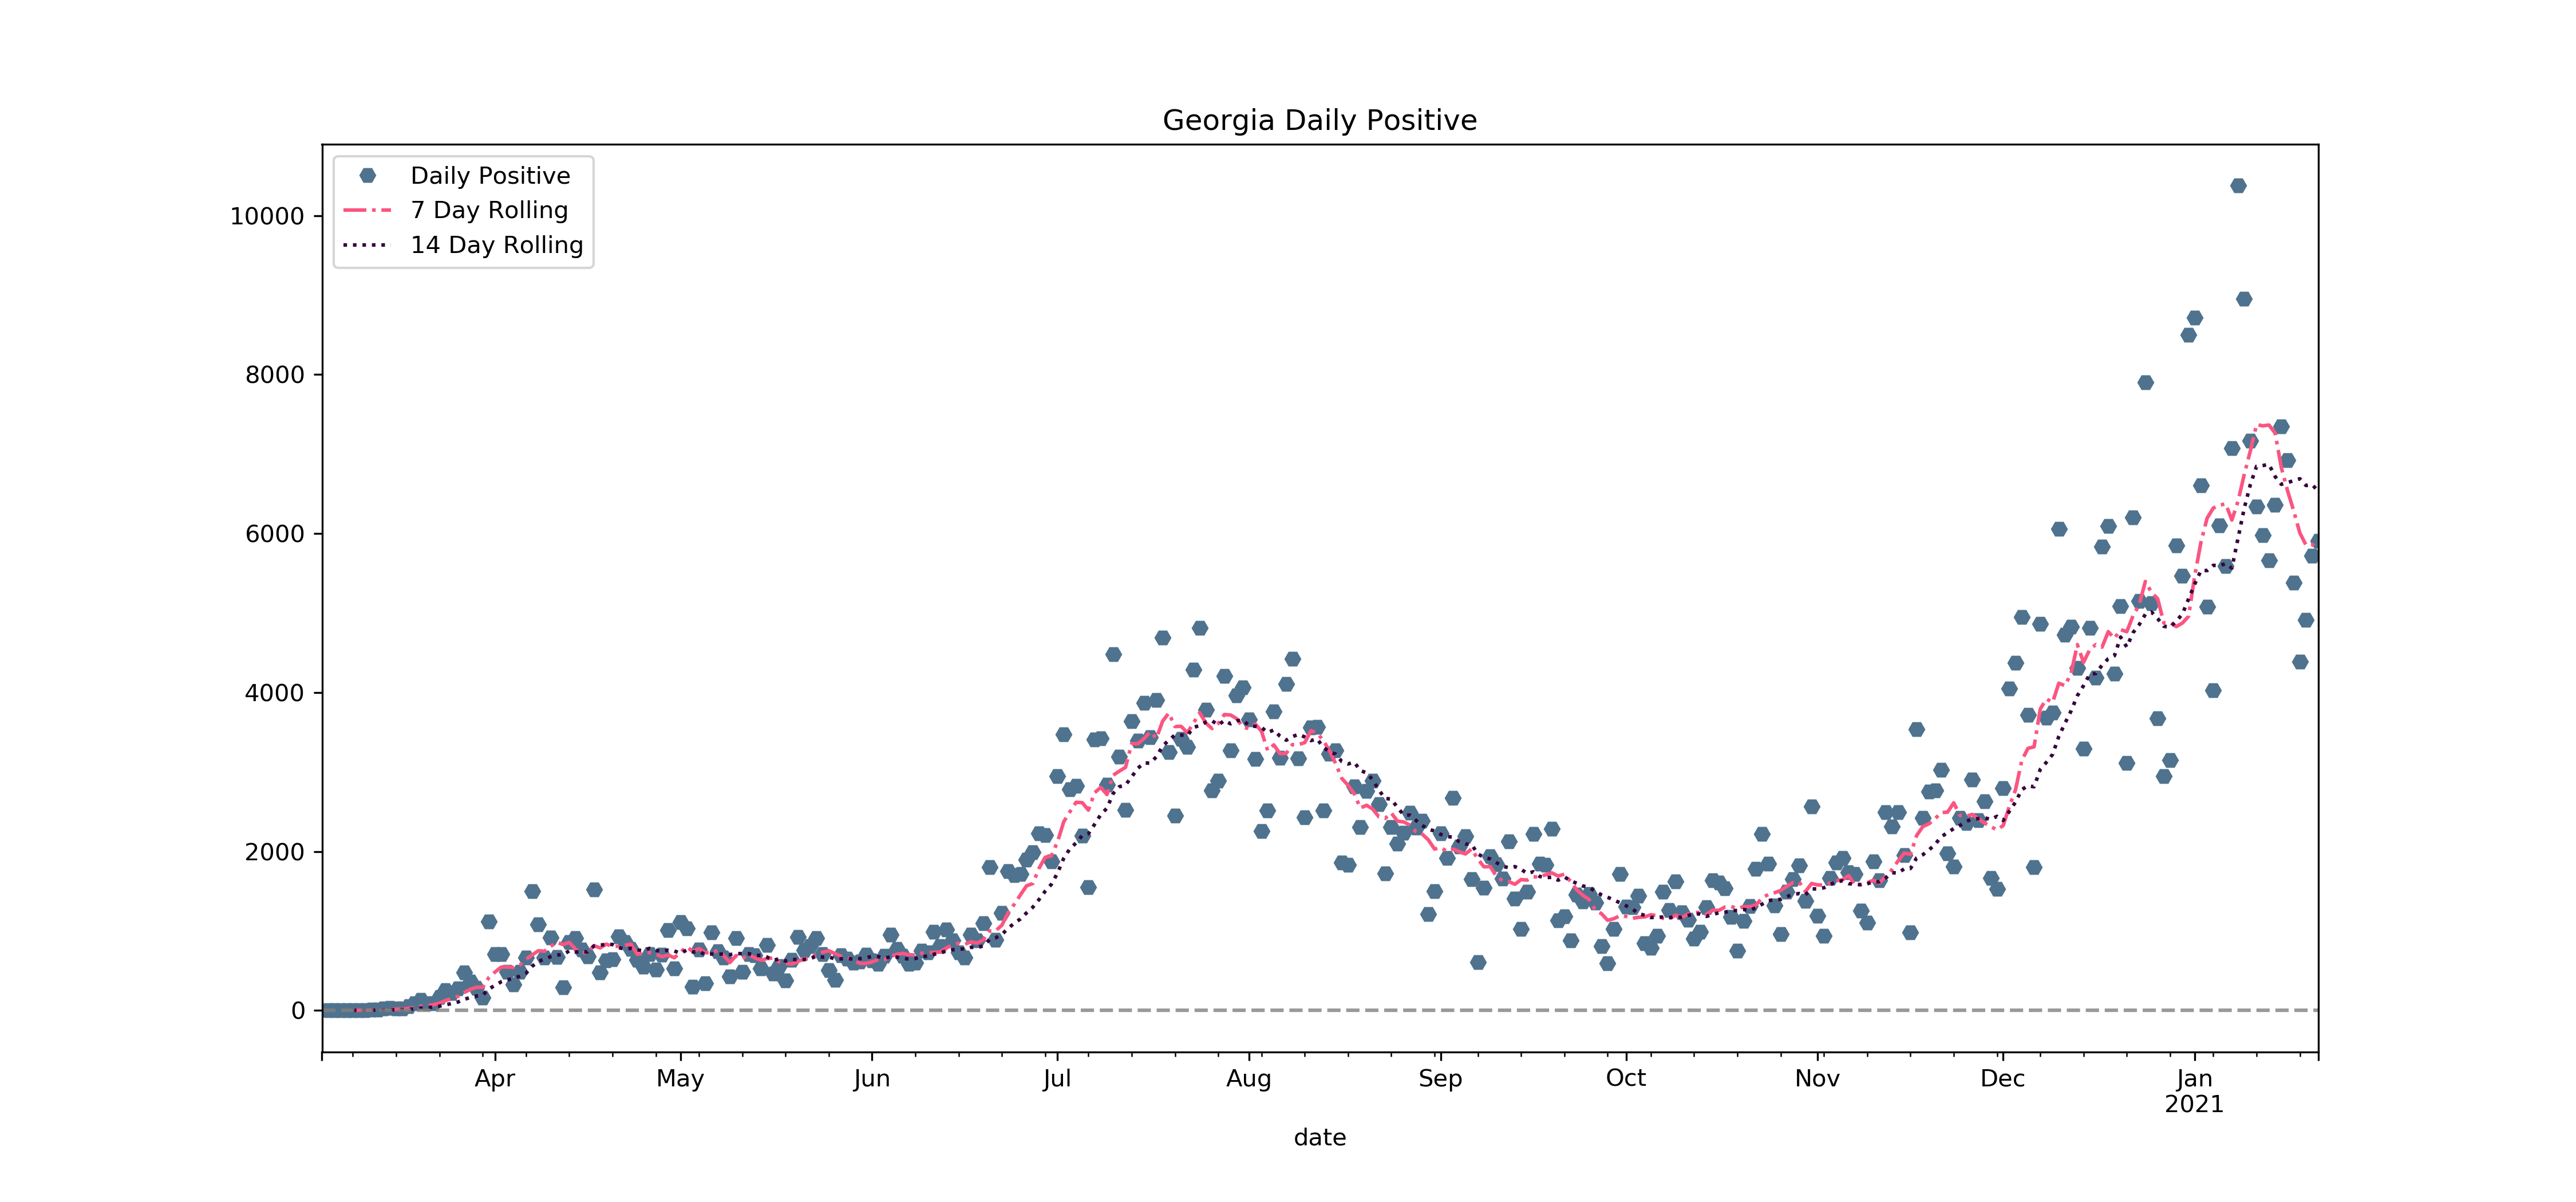 Georgia Daily Positive
Daily Positive
7 Day Rolling
14 Day Rolling
10000
8000
6000
4000
2000
0
Apr May Jun Jul Aug Sep Oct Nov Dec Jan
2021
date